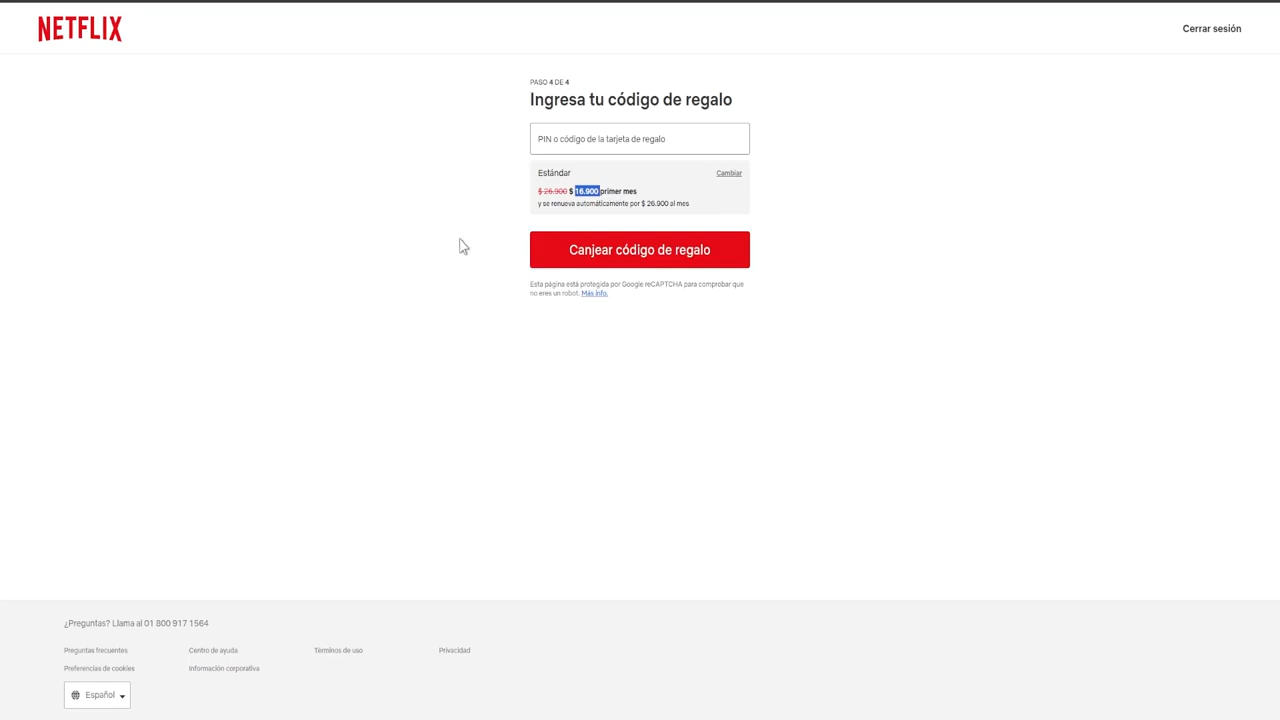 NETFLIX
Cerrar sesión
PASO 4 DE 4
Ingresa tu código de regalo
PIN o código de la tarjeta de regalo
Estándar
Cambiar
$ 26.900 $ 16.900 primer mes
y se renueva automáticamente por $ 26.900 al mes
Canjear código de regalo
Esta página está protegida por Google reCAPTCHA para comprobar que
no eres un robot. Más info.
¿Preguntas? Llama al 01 800 917 1564
Preguntas frecuentes
Centro de ayuda
Términos de uso
Privacidad
Preferencias de cookies
Información corporativa
Español